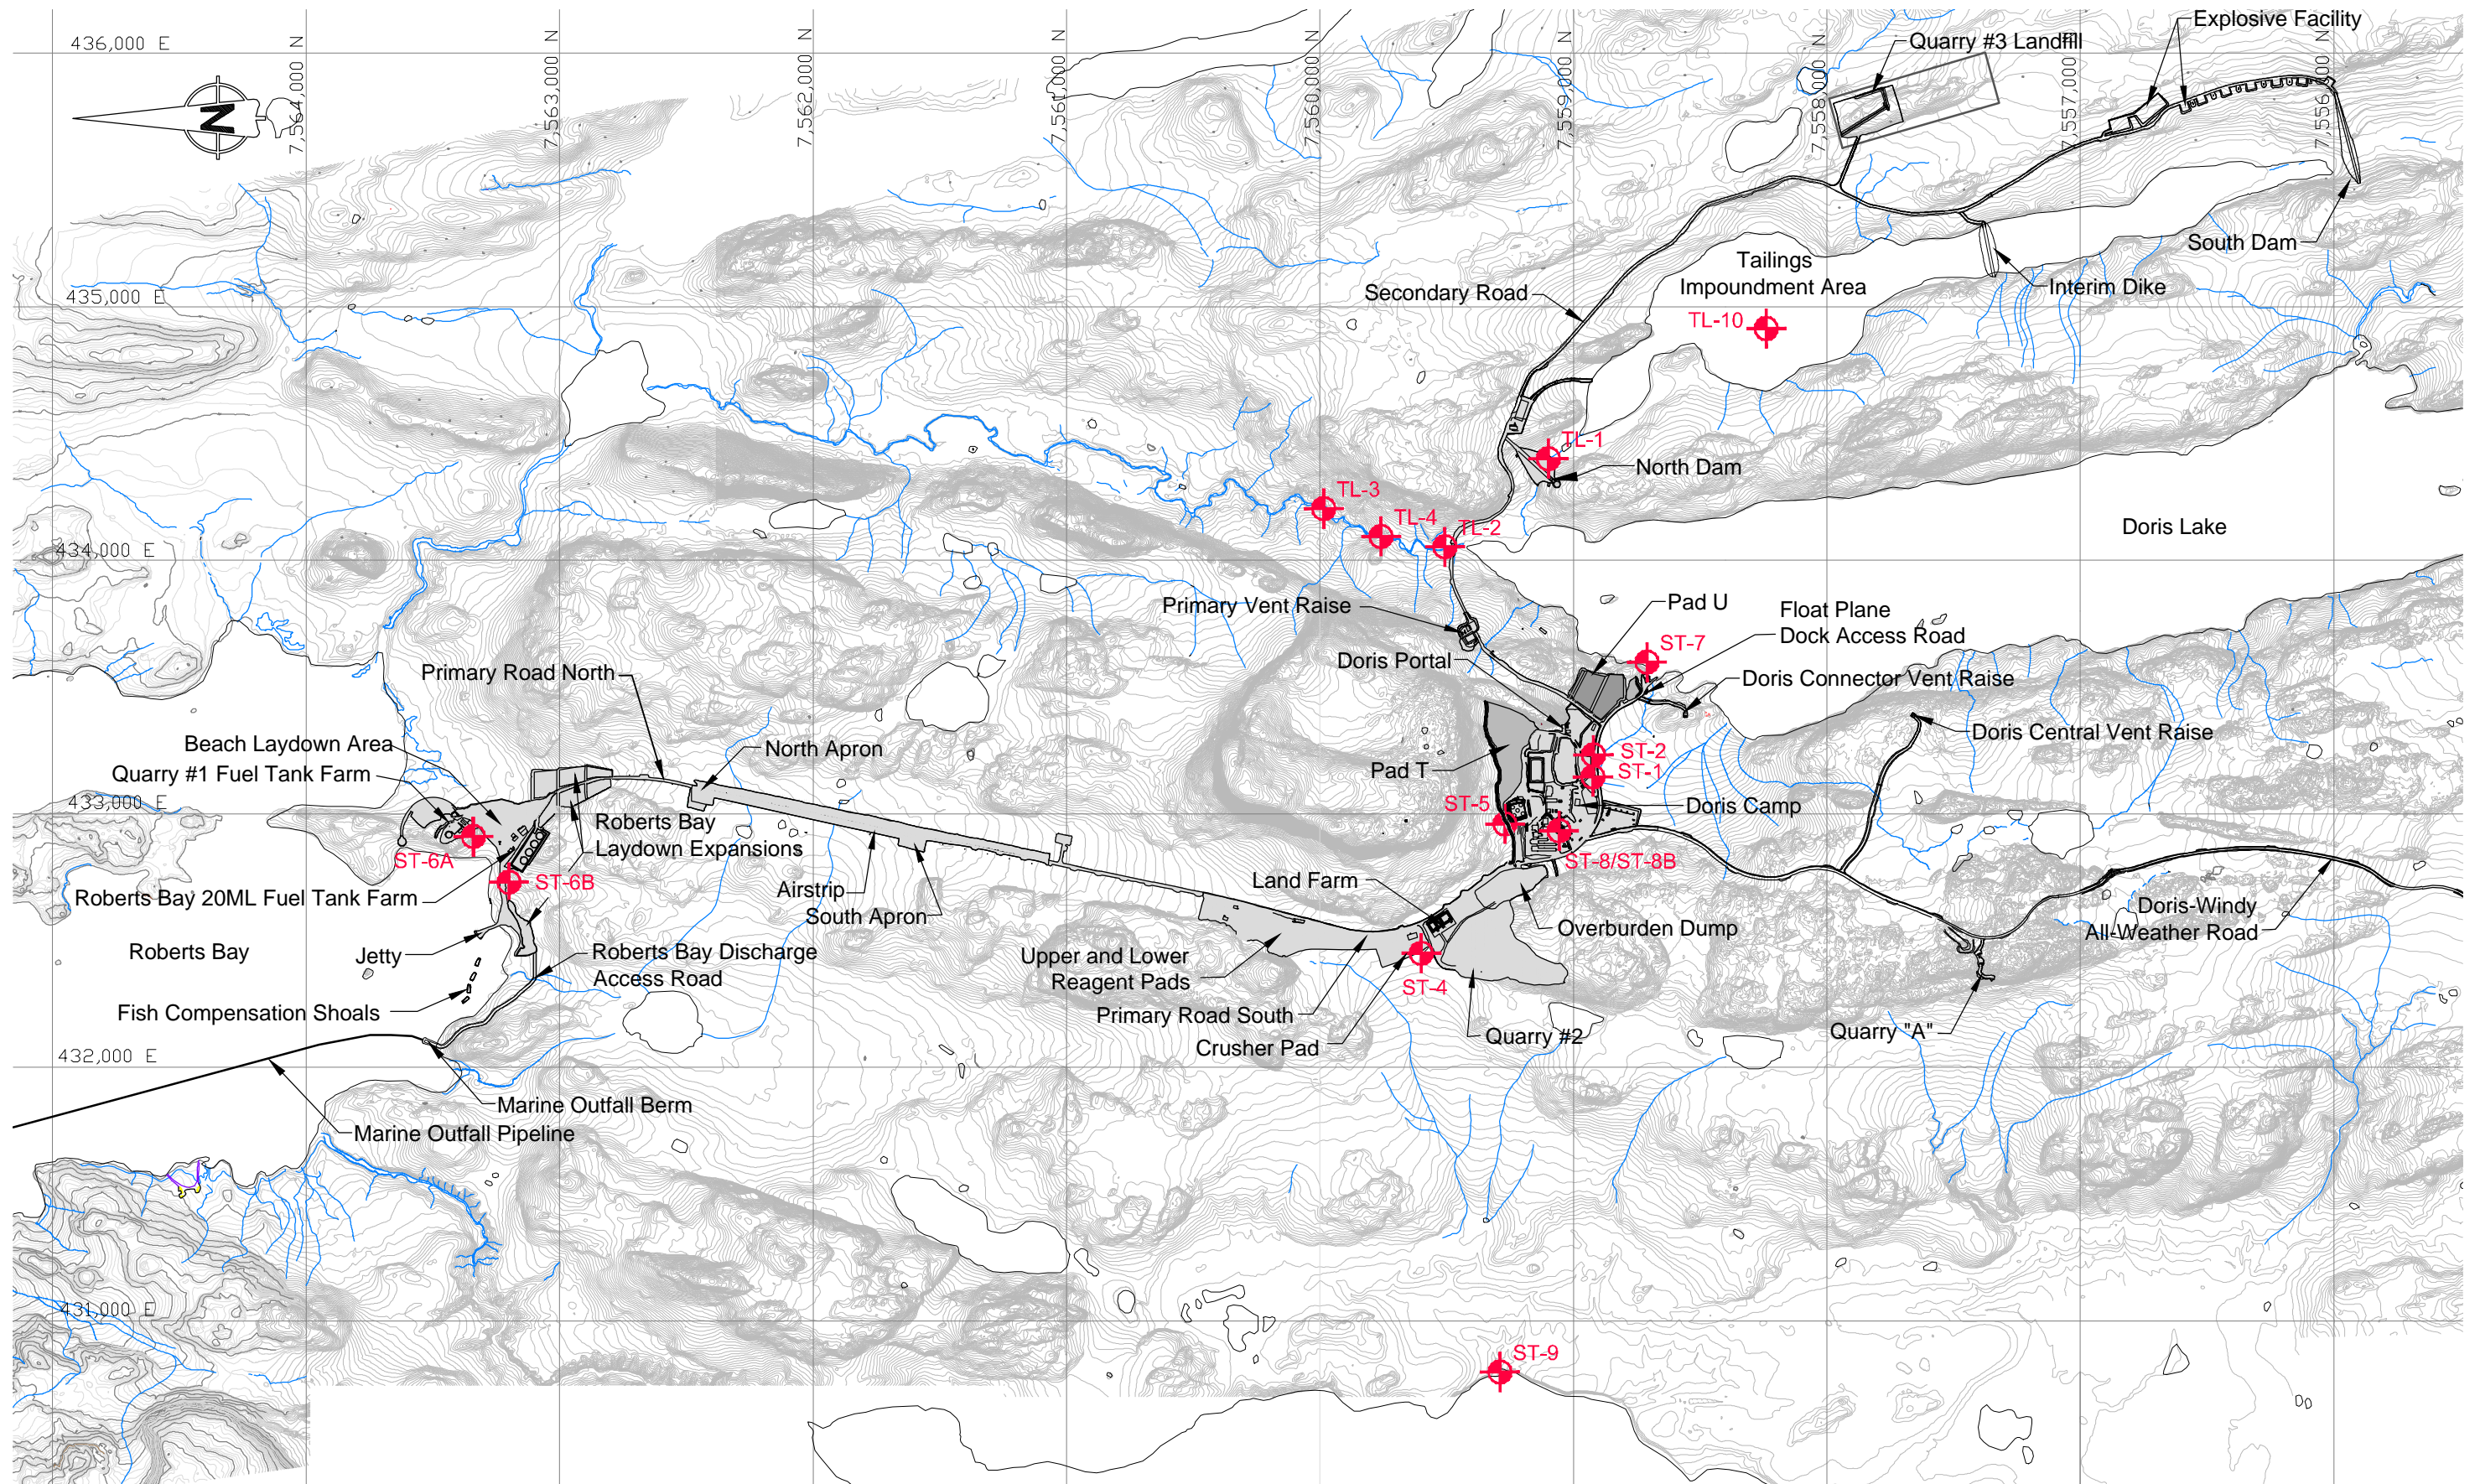 Explosive Facility
Quarry #3 Landfill
436,000 E
N
7,564,000 N
7,563,000 N
7,562,000 N
7,561,000 N
7,560,000 N
7,559,000 N
7,558,000 N
7,557,000 N
7,556,000 N
South Dam
Tailings
Impoundment Area
Interim Dike
435,000 E
Secondary Road
TL-10
TL-1
North Dam
TL-3
TL-4
TL-2
Doris Lake
434,000 E
Primary Vent Raise
Pad U
Float Plane
Dock Access Road
ST-7
Doris Portal
Doris Connector Vent Raise
Primary Road North
Doris Central Vent Raise
Beach Laydown Area
North Apron
ST-2
Quarry #1 Fuel Tank Farm
Pad T
ST-1
433,000 E
ST-5
Doris Camp
Roberts Bay
Laydown Expansions
ST-6A
ST-8/ST-8B
ST-6B
Land Farm
Airstrip
Roberts Bay 20ML Fuel Tank Farm
South Apron
Doris-Windy
All-Weather Road
Overburden Dump
Roberts Bay
Jetty
Roberts Bay Discharge
Access Road
Upper and Lower
Reagent Pads
ST-4
Fish Compensation Shoals
Primary Road South
Quarry #2
Quarry "A"
Crusher Pad
432,000 E
Marine Outfall Berm
Marine Outfall Pipeline
431,000 E
ST-9